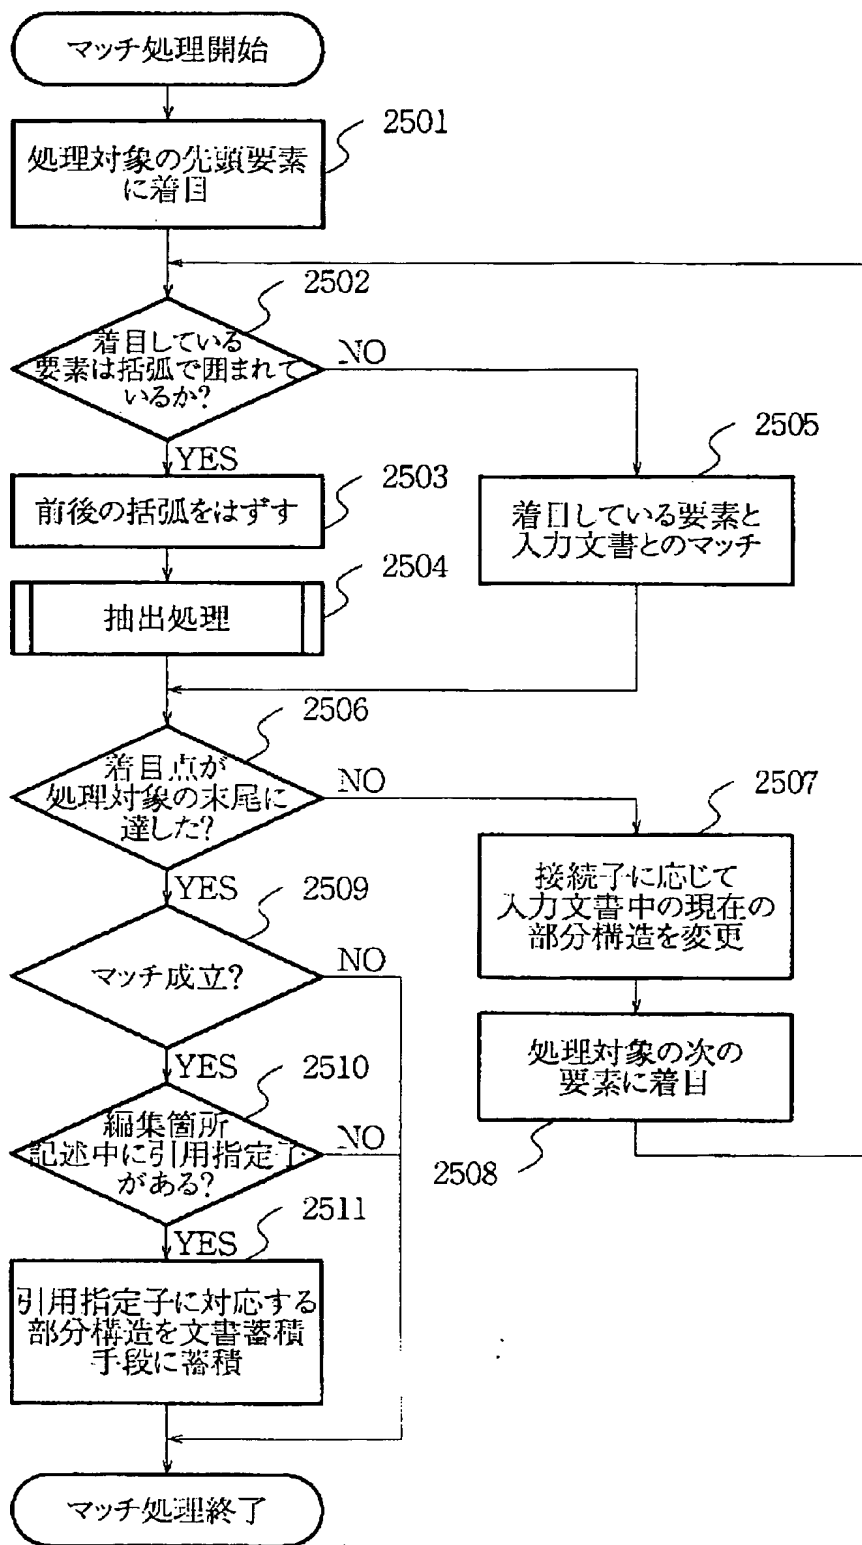 マッチ処理開始
2501
処理対象の先頭要素
に着目
2502
着目している
要素は括弧で囲まれて
いるか?
NO
YES
2503
前後の括弧をはずす
2504
抽出処理
2505
着目している要素と
入力文書とのマッチ
2506
着目点が
処理対象の末尾に
達した?
NO
YES
2507
接続子に応じて
入力文書中の現在の
部分構造を変更
処理対象の次の
要素に着目
2508
2509
マッチ成立?
NO
YES
2510
編集箇所
記述中に引用指定子
がある?
NO
YES
2511
引用指定子に対応する
部分構造を文書蓄積
手段に蓄積
マッチ処理終了